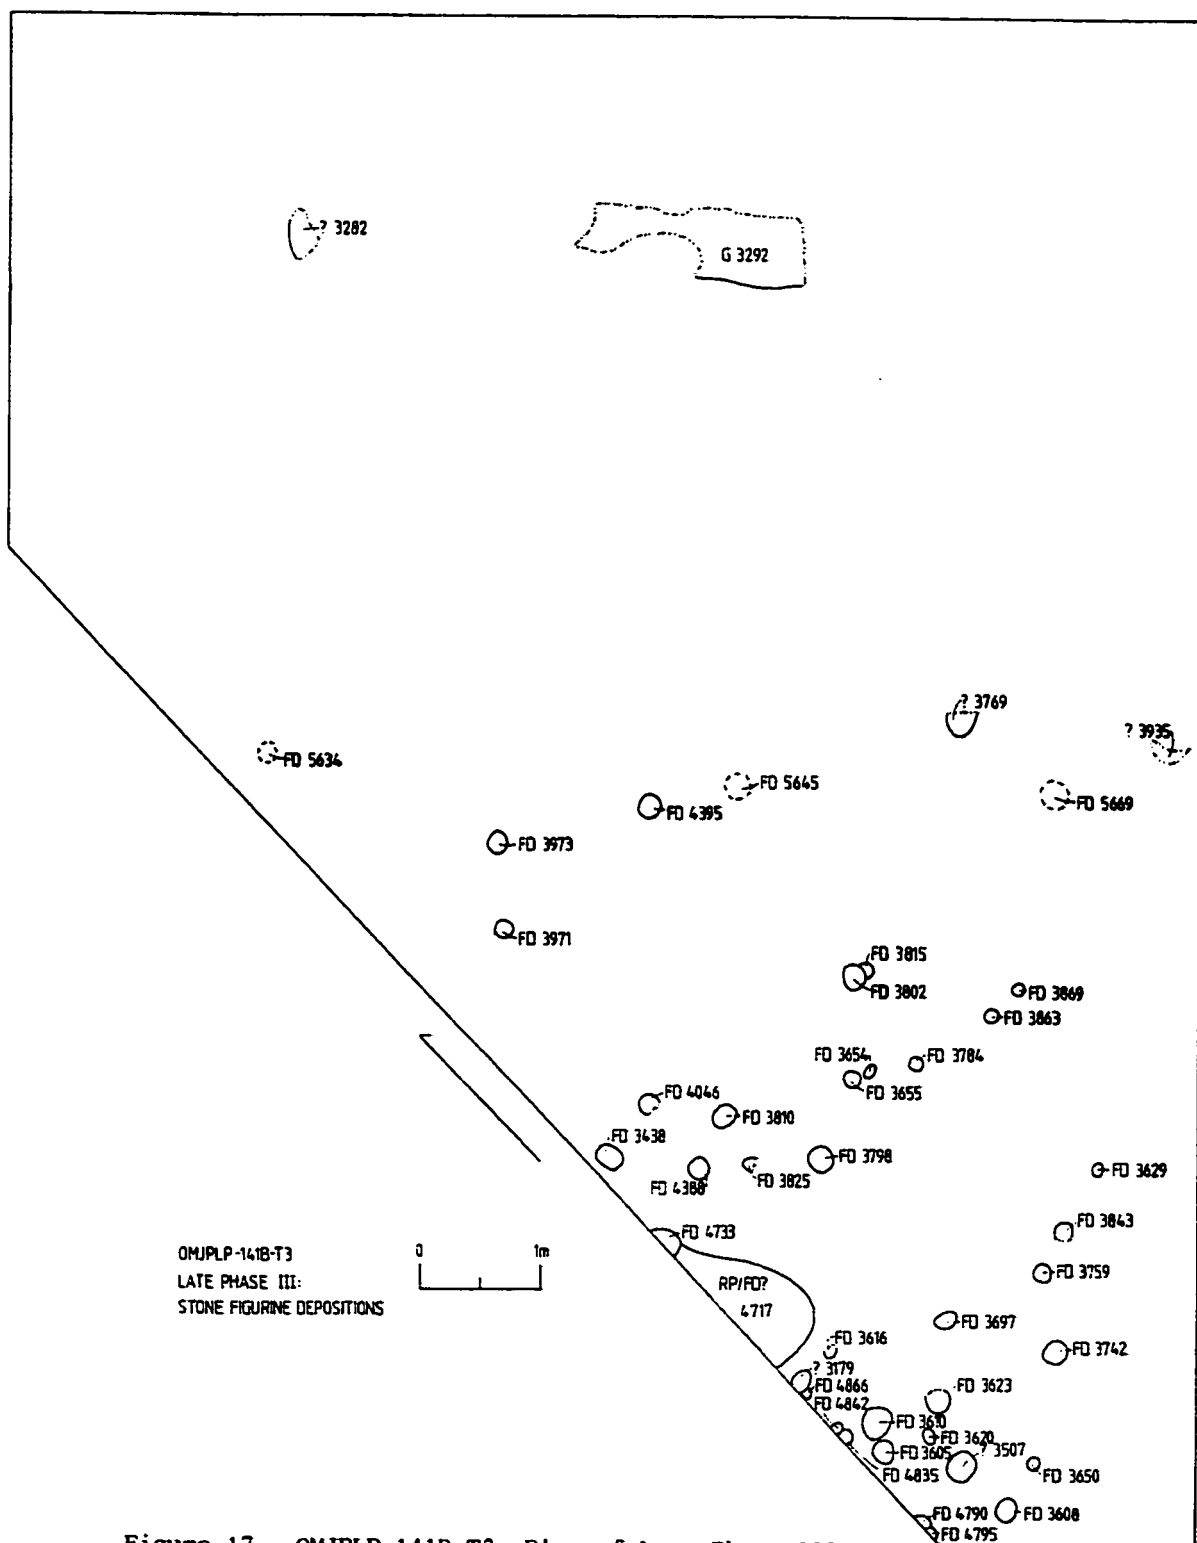 ? 3282
G 3292
? 3769
? 3935
FD 5634
FD 5645
FD 5669
FD 4395
FD 3973
FD 3971
FD 3815
FD 3802
FD 3869
FD 3863
FD 3654
FD 3784
FD 3655
FD 4046
FD 3810
FD 3438
FD 3798
FD 4388
FD 3825
FD 3629
FD 3843
FD 4733
OMJPLP-141B-T3
0 1m
LATE PHASE III:
STONE FIGURINE DEPOSITIONS
RP/FD?
4717
FD 3759
FD 3697
FD 3616
FD 3742
? 3179
FD 4866
FD 3623
FD 4842
FD 3610
FD 3620
FD 3605
? 3507
FD 4835
FD 3650
FD 4790
FD 3608
FD 4795
Figure 17. OMJPLP-141B-T3